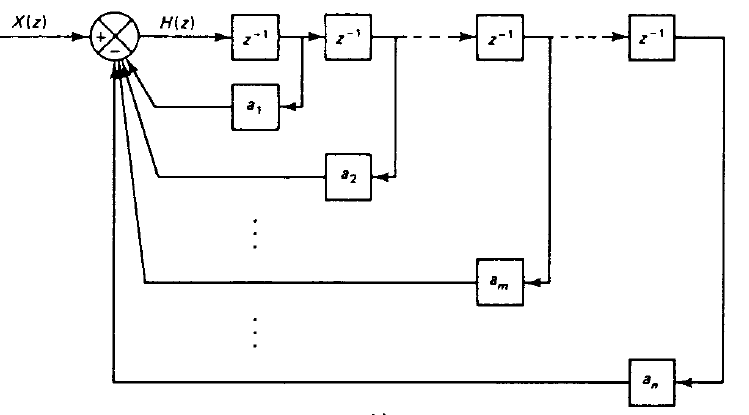 X(z) H(z) z⁻¹ z⁻¹ z⁻¹ z⁻¹
+
−
a₁
a₂
aₘ
aₙ